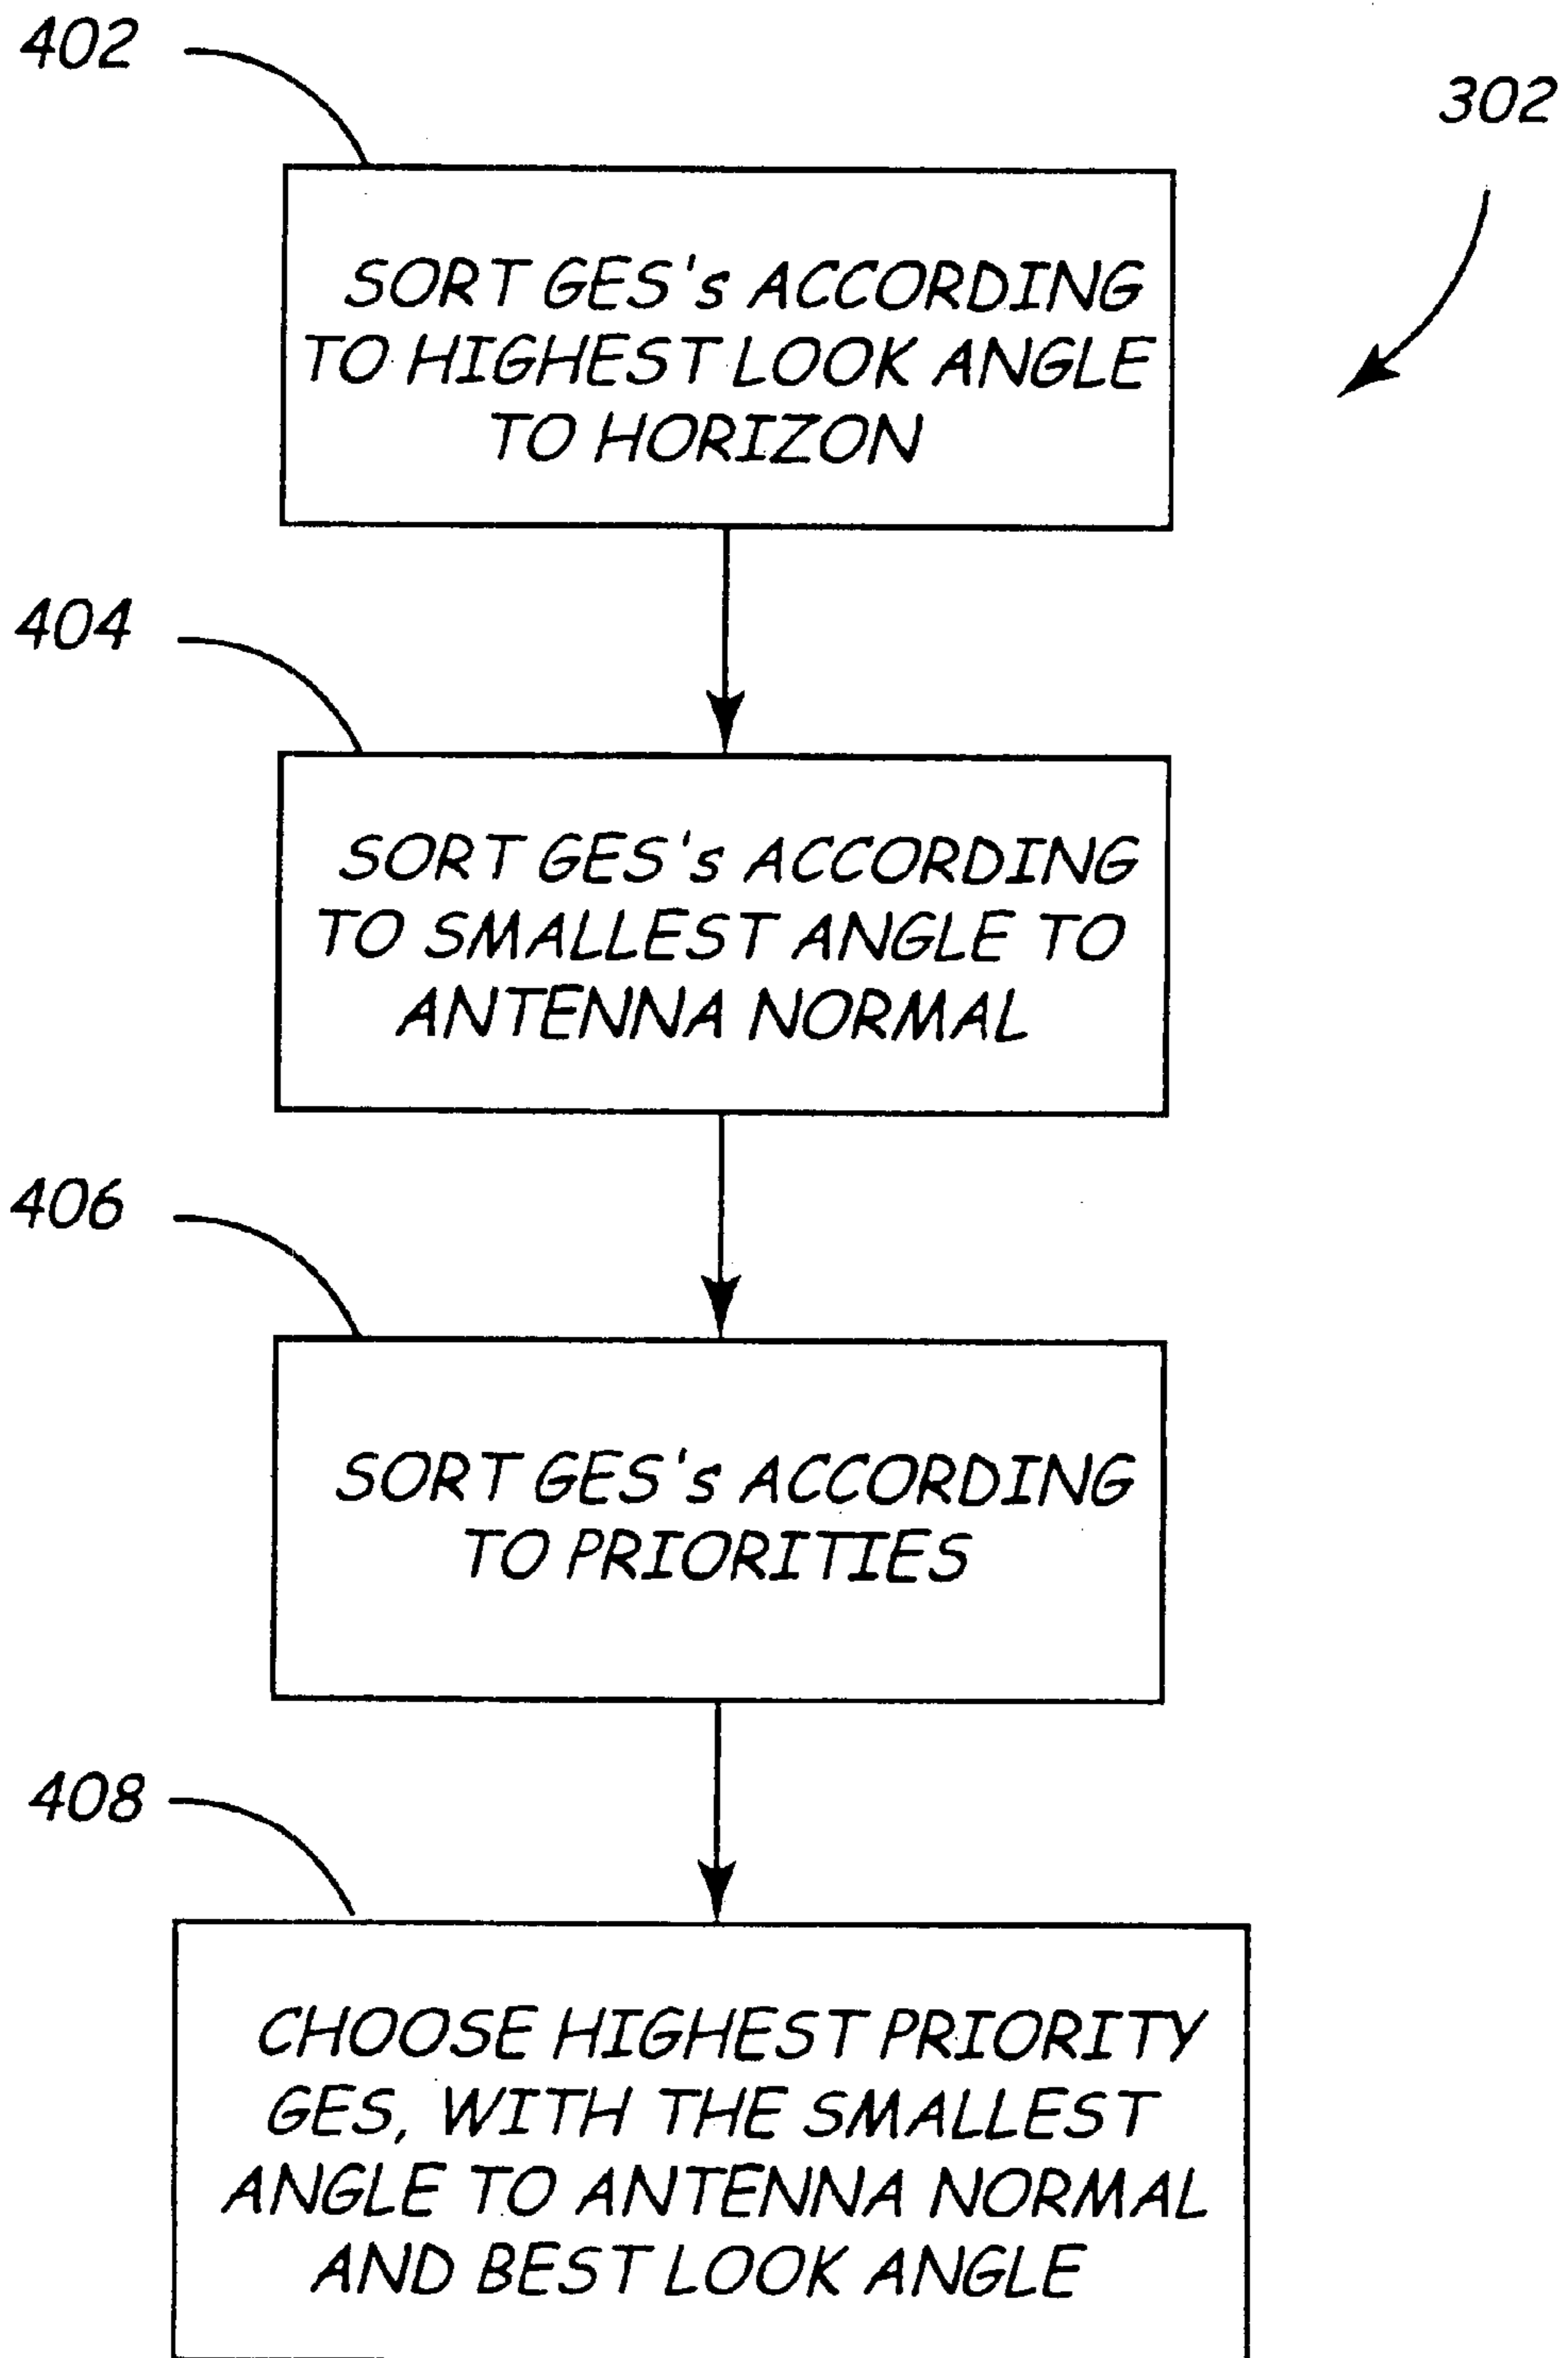 402
302
SORT GES's ACCORDING
TO HIGHEST LOOK ANGLE
TO HORIZON
404
SORT GES's ACCORDING
TO SMALLEST ANGLE TO
ANTENNA NORMAL
406
SORT GES's ACCORDING
TO PRIORITIES
408
CHOOSE HIGHEST PRIORITY
GES, WITH THE SMALLEST
ANGLE TO ANTENNA NORMAL
AND BEST LOOK ANGLE